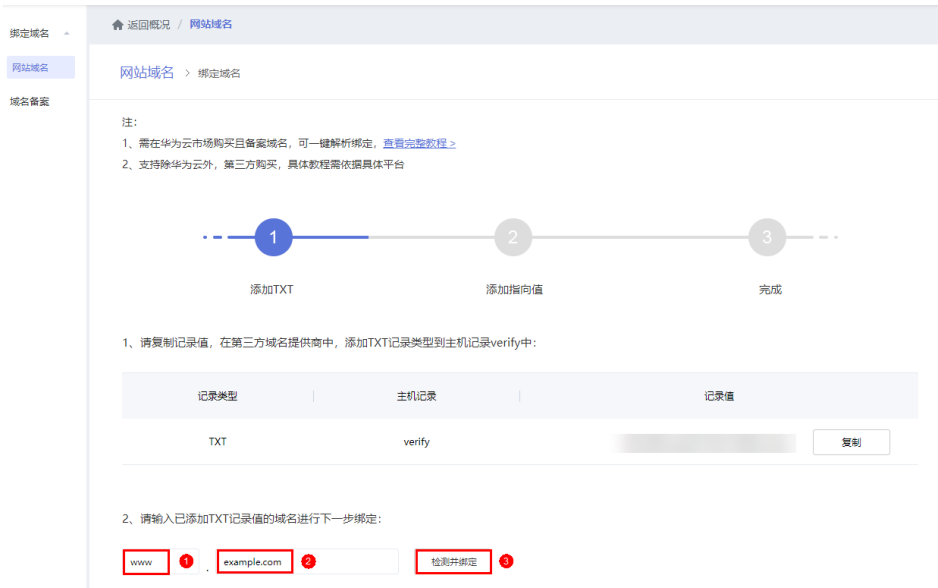 绑定域名
网站域名
域名备案
返回概况 / 网站域名
网站域名 > 绑定域名
注：
1、需在华为云市场购买且备案域名，可一键解析绑定，查看完整教程 >
2、支持除华为云外，第三方购买，具体教程需依据具体平台
1 2 3
添加TXT 添加指向值 完成
1、请复制记录值，在第三方域名提供商中，添加TXT记录类型到主机记录verify中：
记录类型 主机记录 记录值
TXT verify 复制
2、请输入已添加TXT记录值的域名进行下一步绑定：
www 1 . example.com 2 检测并绑定 3